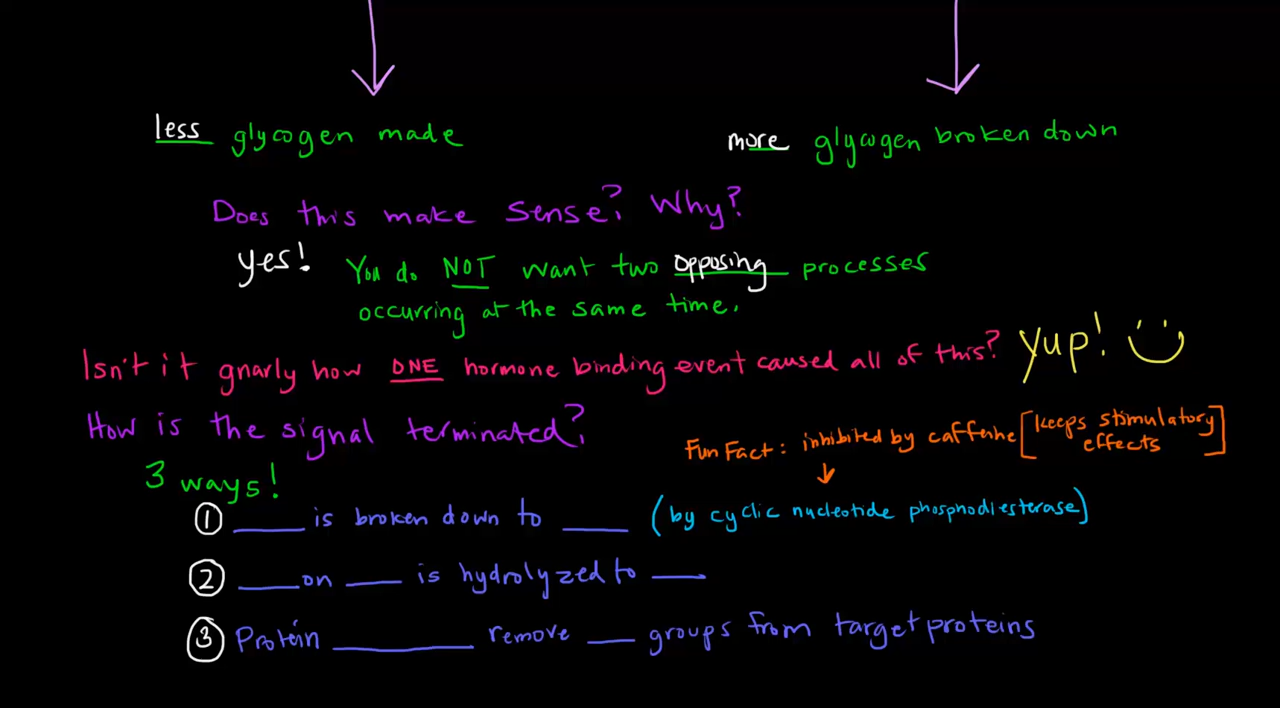 less glycogen made
more glycogen broken down
Does this make sense? Why?
yes! You do NOT want two opposing processes
occurring at the same time.
Isn't it gnarly how ONE hormone binding event caused all of this? Yup!
How is the signal terminated?
Fun Fact: inhibited by caffeine [keeps stimulatory
effects]
3 ways!
① ____ is broken down to ____ (by cyclic nucleotide phosphodiesterase)
② ____ on ____ is hydrolyzed to ____
③ Protein ________ remove ___ groups from target proteins